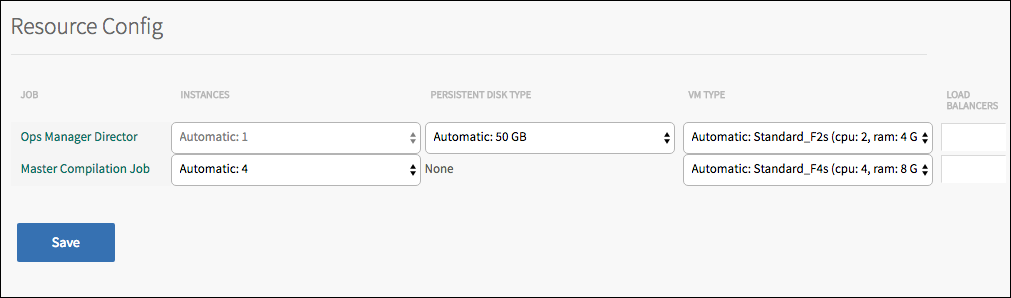 Resource Config
JOB INSTANCES PERSISTENT DISK TYPE VM TYPE LOAD
BALANCERS
Ops Manager Director Automatic: 1 Automatic: 50 GB Automatic: Standard_F2s (cpu: 2, ram: 4 G
Master Compilation Job Automatic: 4 None Automatic: Standard_F4s (cpu: 4, ram: 8 G
Save